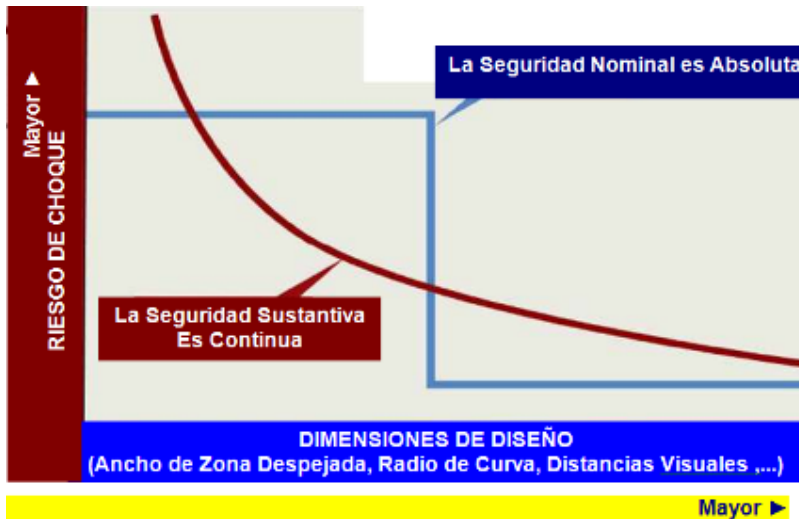 La Seguridad Nominal es Absoluta
Mayor ►
RIESGO DE CHOQUE
La Seguridad Sustantiva
Es Continua
DIMENSIONES DE DISEÑO
(Ancho de Zona Despejada, Radio de Curva, Distancias Visuales ,...)
Mayor ►